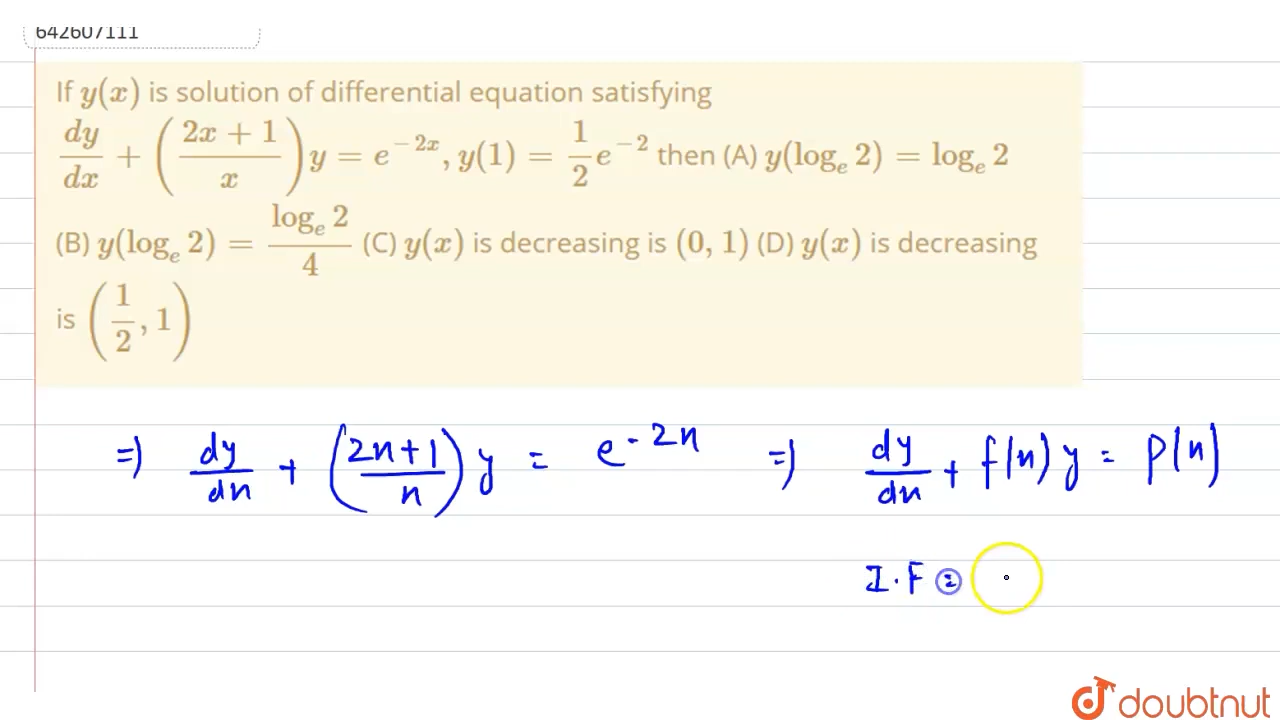 642607111
If y(x) is solution of differential equation satisfying
dy/dx + ((2x + 1)/x) y = e^{-2x}, y(1) = 1/2 e^{-2} then (A) y(log_e 2) = log_e 2
(B) y(log_e 2) = (log_e 2)/4 (C) y(x) is decreasing is (0, 1) (D) y(x) is decreasing
is (1/2, 1)
=) dy/dn + ((2n+1)/n) y = e^{-2n} =) dy/dn + f(n) y = P(n)
I.F =
doubtnut